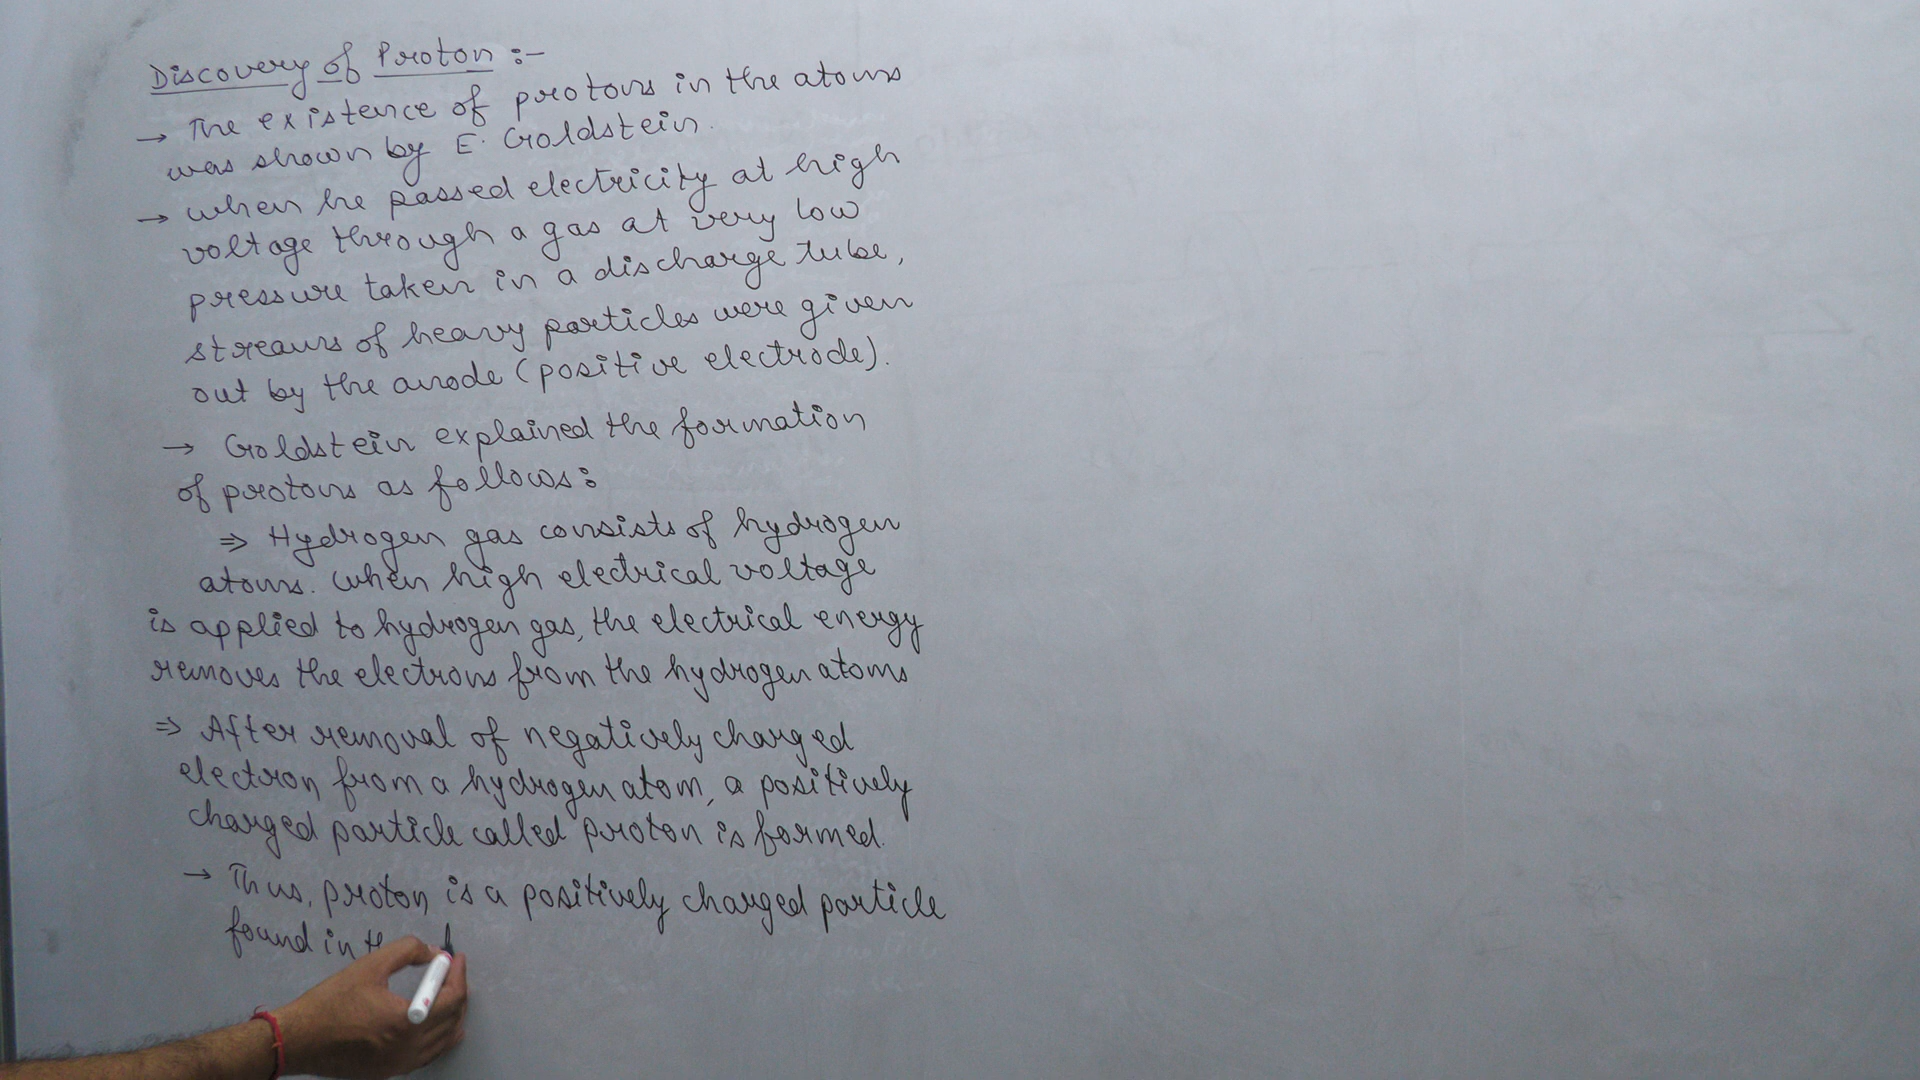 Discovery of Proton :-
→ The existence of protons in the atoms
was shown by E. Goldstein.
→ when he passed electricity at high
voltage through a gas at very low
pressure taken in a discharge tube,
streams of heavy particles were given
out by the anode (positive electrode).
→ Goldstein explained the formation
of protons as follows:
⇒ Hydrogen gas consists of hydrogen
atoms. when high electrical voltage
is applied to hydrogen gas, the electrical energy
removes the electrons from the hydrogen atoms
⇒ After removal of negatively charged
electron from a hydrogen atom, a positively
charged particle called proton is formed.
→ Thus, proton is a positively charged particle
found in